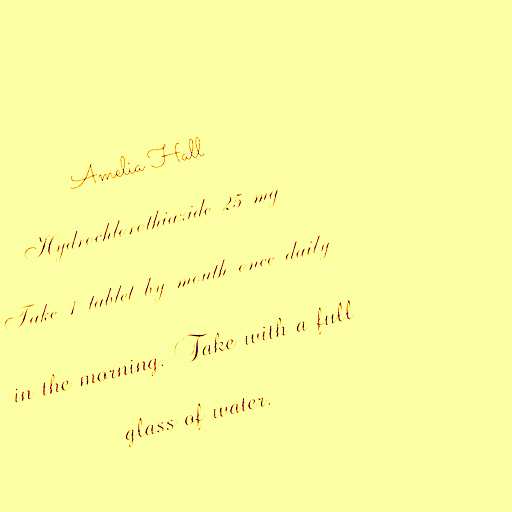 Amelia Hall
Hydrochlorothiazide 25 mg
Take 1 tablet by mouth once daily
in the morning. Take with a full
glass of water.